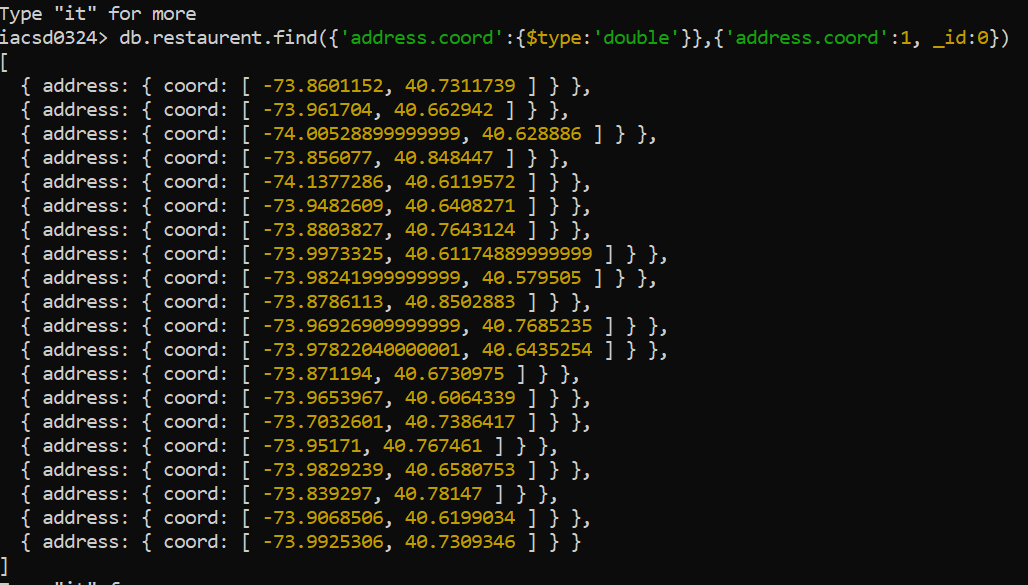 Type "it" for more
iacsd0324> db.restaurent.find({'address.coord':{$type:'double'}},{'address.coord':1, _id:0})
[
  { address: { coord: [ -73.8601152, 40.7311739 ] } },
  { address: { coord: [ -73.961704, 40.662942 ] } },
  { address: { coord: [ -74.00528899999999, 40.628886 ] } },
  { address: { coord: [ -73.856077, 40.848447 ] } },
  { address: { coord: [ -74.1377286, 40.6119572 ] } },
  { address: { coord: [ -73.9482609, 40.6408271 ] } },
  { address: { coord: [ -73.8803827, 40.7643124 ] } },
  { address: { coord: [ -73.9973325, 40.61174889999999 ] } },
  { address: { coord: [ -73.98241999999999, 40.579505 ] } },
  { address: { coord: [ -73.8786113, 40.8502883 ] } },
  { address: { coord: [ -73.96926909999999, 40.7685235 ] } },
  { address: { coord: [ -73.97822040000001, 40.6435254 ] } },
  { address: { coord: [ -73.871194, 40.6730975 ] } },
  { address: { coord: [ -73.9653967, 40.6064339 ] } },
  { address: { coord: [ -73.7032601, 40.7386417 ] } },
  { address: { coord: [ -73.95171, 40.767461 ] } },
  { address: { coord: [ -73.9829239, 40.6580753 ] } },
  { address: { coord: [ -73.839297, 40.78147 ] } },
  { address: { coord: [ -73.9068506, 40.6199034 ] } },
  { address: { coord: [ -73.9925306, 40.7309346 ] } }
]